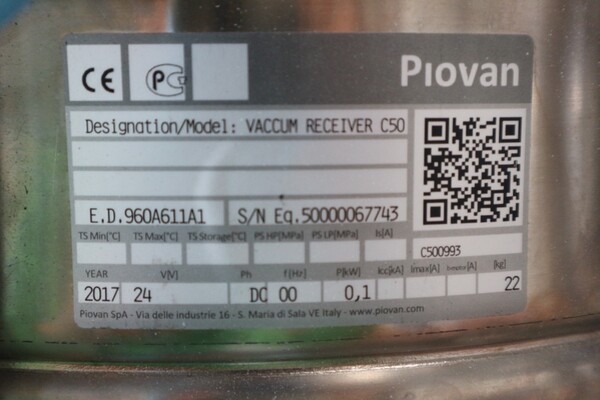 CE PC Piovan
Designation/Model: VACCUM RECEIVER C50
E.D.960A611A1 S/N Eq.50000067743
TS Min[°C] TS Max[°C] TS Storage[°C] PS HP[MPa] PS LP[MPa] h[A]
C500993
YEAR V[V] Ph f[Hz] P[kW] Icc[kA] Imax[A] [kg]
2017 24 DC 00 0,1 22
Piovan SpA - Via delle industrie 16 - S. Maria di Sala VE Italy - www.piovan.com